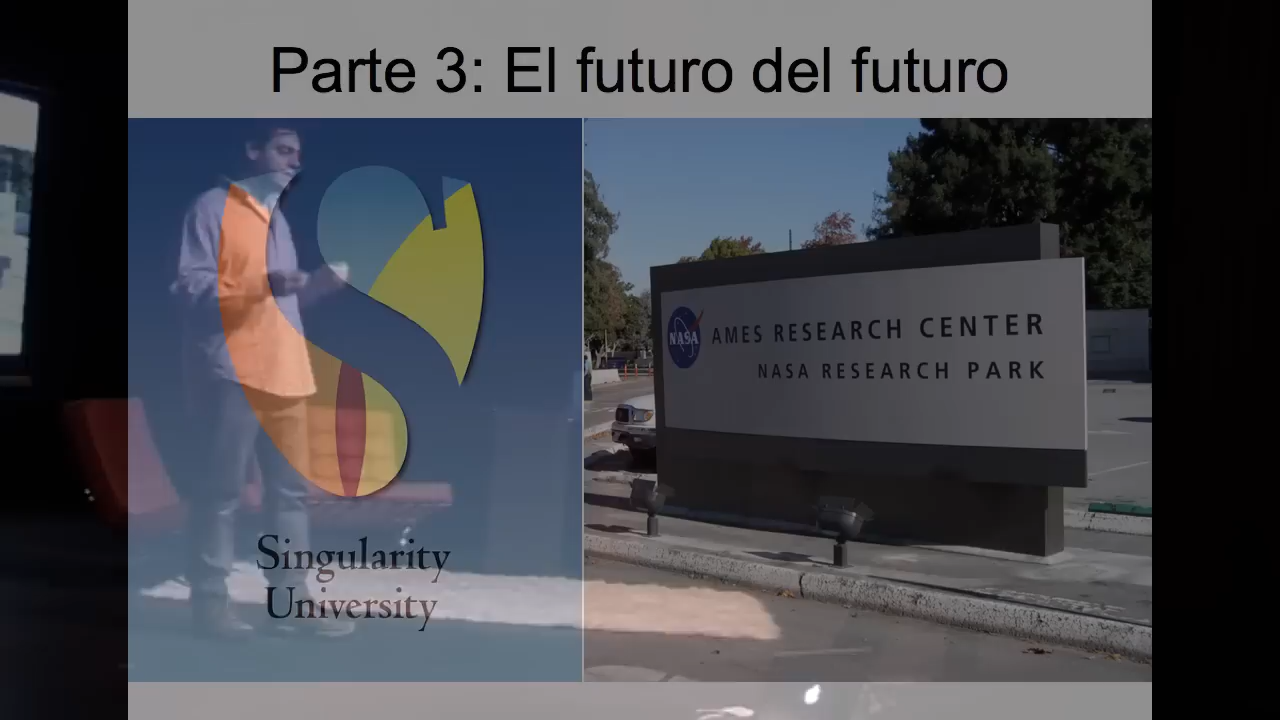 Parte 3: El futuro del futuro
Singularity
University
NASA
AMES RESEARCH CENTER
NASA RESEARCH PARK